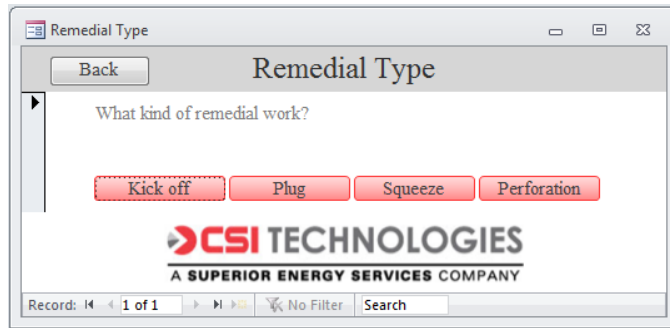 Remedial Type
Back
Remedial Type
What kind of remedial work?
Kick off Plug Squeeze Perforation
CSI TECHNOLOGIES
A SUPERIOR ENERGY SERVICES COMPANY
Record: 1 of 1 No Filter Search